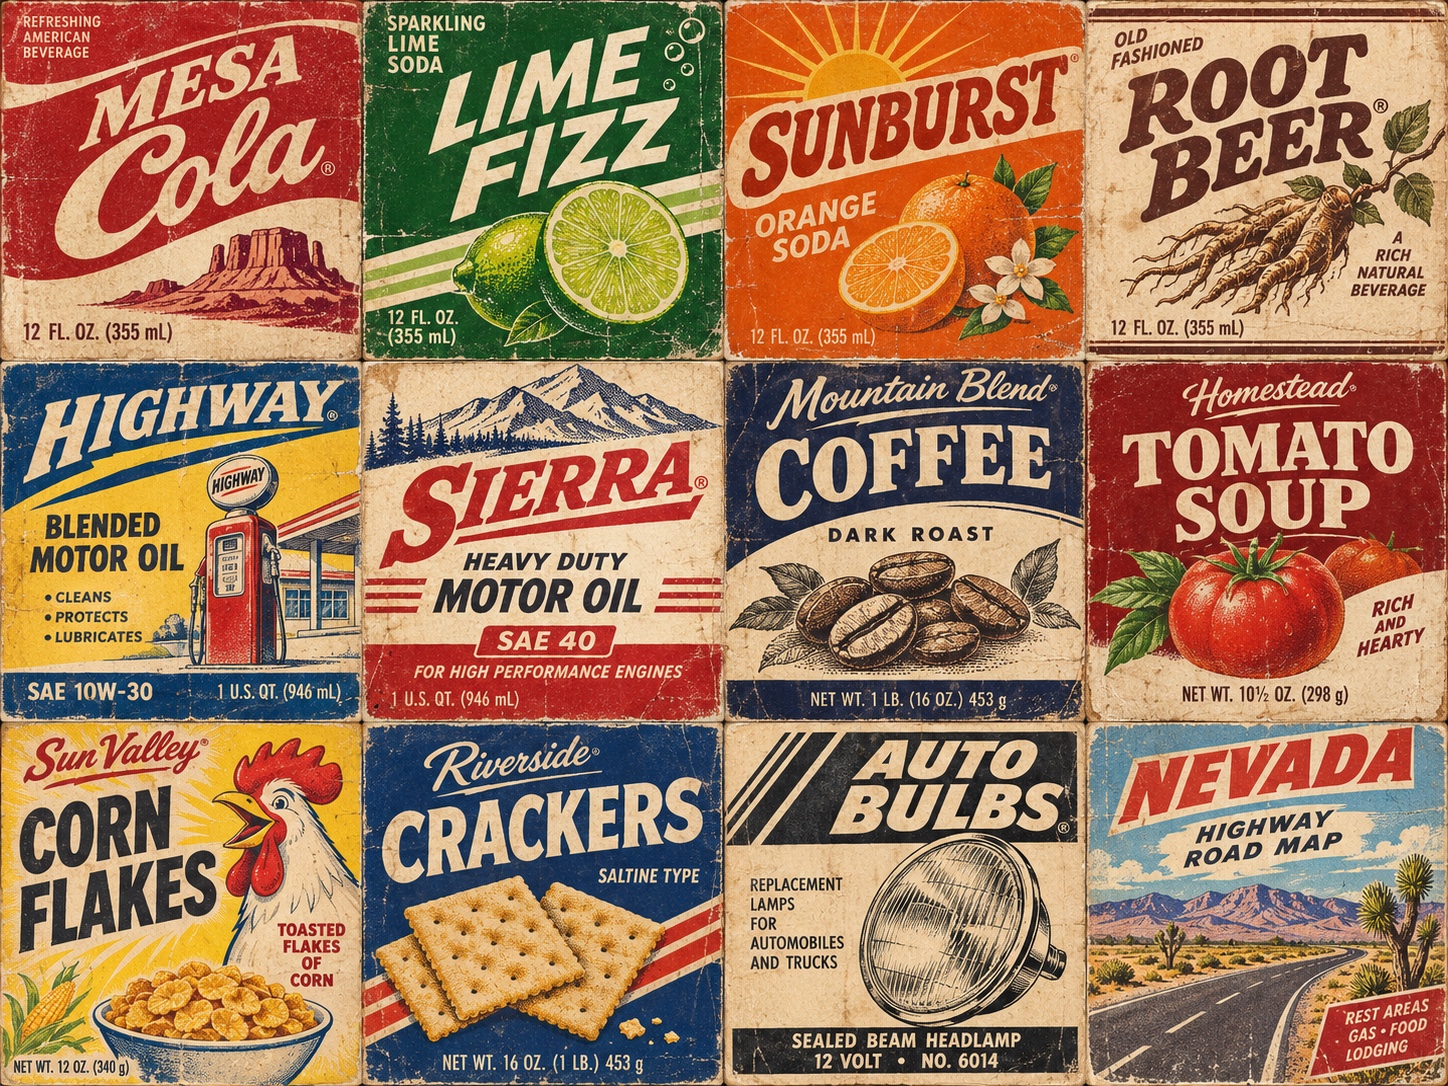 REFRESHING
AMERICAN
BEVERAGE
MESA
Cola®
12 FL. OZ. (355 mL)
SPARKLING
LIME
SODA
LIME
FIZZ
12 FL. OZ.
(355 mL)
SUNBURST®
ORANGE
SODA
12 FL. OZ. (355 mL)
OLD
FASHIONED
ROOT
BEER®
A
RICH
NATURAL
BEVERAGE
12 FL. OZ. (355 mL)
HIGHWAY®
HIGHWAY
BLENDED
MOTOR OIL
• CLEANS
• PROTECTS
• LUBRICATES
SAE 10W-30
1 U.S. QT. (946 mL)
SIERRA®
HEAVY DUTY
MOTOR OIL
SAE 40
FOR HIGH PERFORMANCE ENGINES
1 U.S. QT. (946 mL)
Mountain Blend®
COFFEE
DARK ROAST
NET WT. 1 LB. (16 OZ.) 453 g
Homestead®
TOMATO
SOUP
RICH
AND
HEARTY
NET WT. 10½ OZ. (298 g)
Sun Valley®
CORN
FLAKES
TOASTED
FLAKES
OF
CORN
NET WT. 12 OZ. (340 g)
Riverside®
CRACKERS
SALTINE TYPE
NET WT. 16 OZ. (1 LB.) 453 g
AUTO
BULBS®
REPLACEMENT
LAMPS
FOR
AUTOMOBILES
AND TRUCKS
SEALED BEAM HEADLAMP
12 VOLT • NO. 6014
NEVADA
HIGHWAY
ROAD MAP
REST AREAS
GAS • FOOD
LODGING